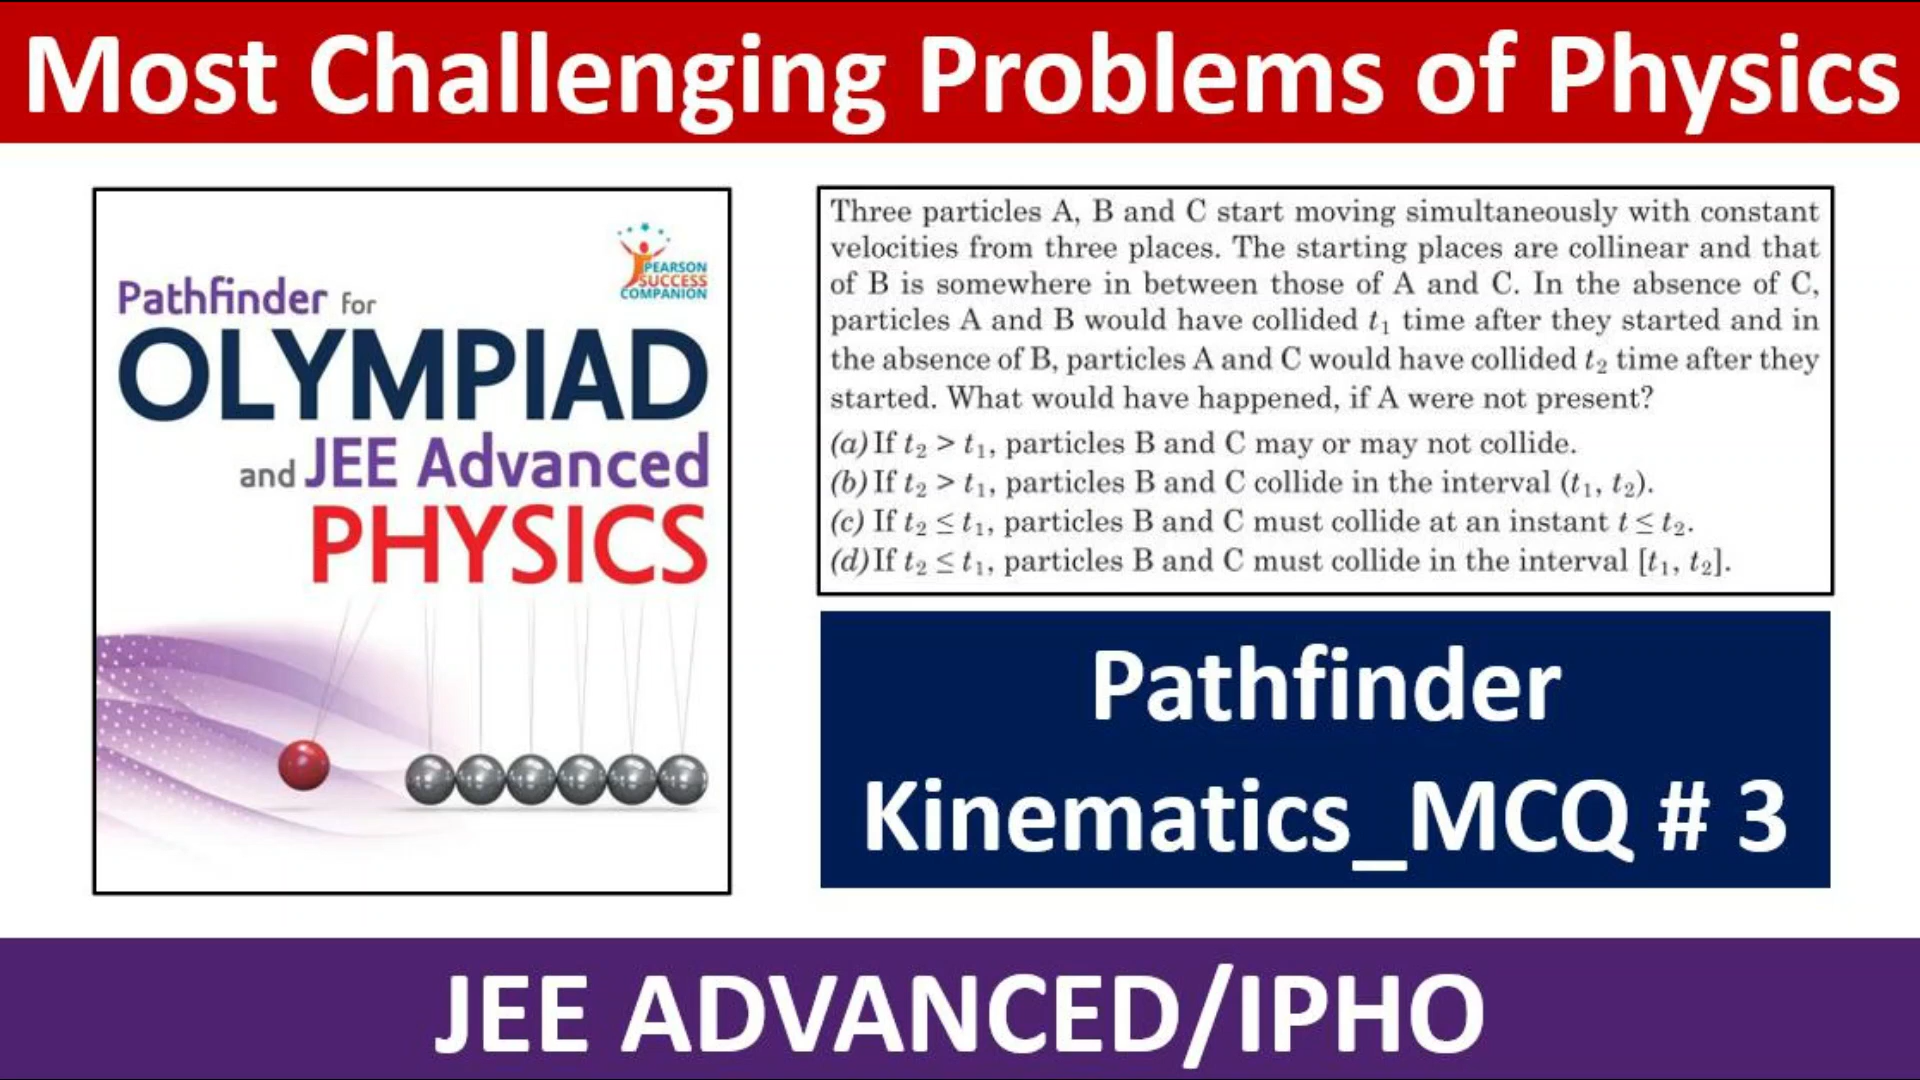 Most Challenging Problems of Physics
PEARSON
SUCCESS
COMPANION
Pathfinder for
OLYMPIAD
and JEE Advanced
PHYSICS
Three particles A, B and C start moving simultaneously with constant
velocities from three places. The starting places are collinear and that
of B is somewhere in between those of A and C. In the absence of C,
particles A and B would have collided t₁ time after they started and in
the absence of B, particles A and C would have collided t₂ time after they
started. What would have happened, if A were not present?
(a) If t₂ > t₁, particles B and C may or may not collide.
(b) If t₂ > t₁, particles B and C collide in the interval (t₁, t₂).
(c) If t₂ ≤ t₁, particles B and C must collide at an instant t ≤ t₂.
(d) If t₂ ≤ t₁, particles B and C must collide in the interval [t₁, t₂].
Pathfinder
Kinematics_MCQ # 3
JEE ADVANCED/IPHO